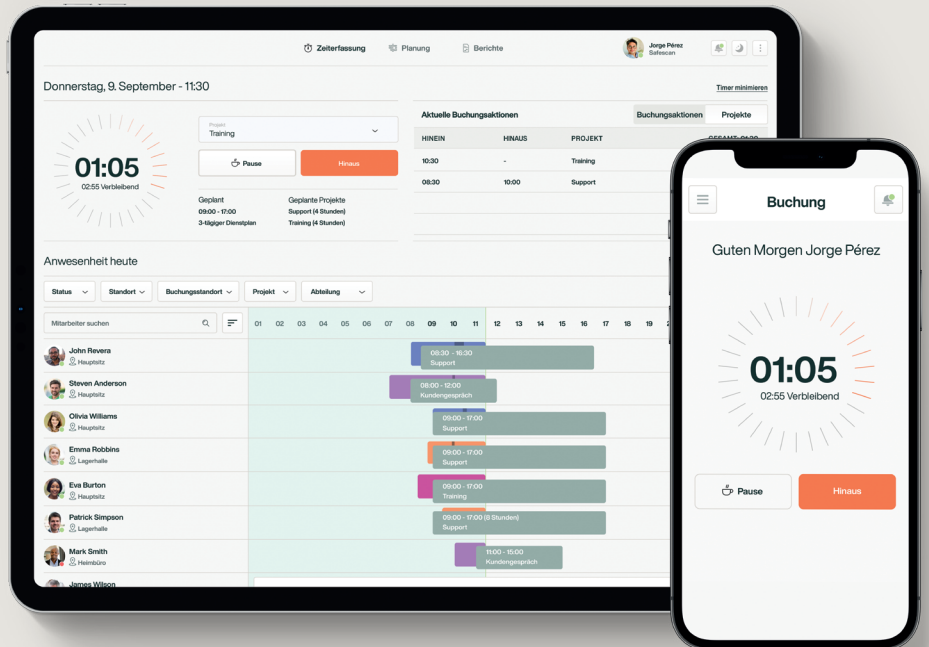 Zeiterfassung
Planung
Berichte
Jorge Pérez
Safescan
Donnerstag, 9. September - 11:30
Timer minimieren
01:05
02:55 Verbleibend
Projekt
Training
Pause
Hinaus
Geplant
09:00 - 17:00
3-tägiger Dienstplan
Geplante Projekte
Support (4 Stunden)
Training (4 Stunden)
Aktuelle Buchungsaktionen
Buchungsaktionen
Projekte
HINEIN HINAUS PROJEKT GESAMT: 01:30
10:30 - Training
08:30 10:00 Support
Anwesenheit heute
Status
Standort
Buchungsstandort
Projekt
Abteilung
Mitarbeiter suchen
01 02 03 04 05 06 07 08 09 10 11 12 13 14 15 16 17 18 19
John Revera
Hauptsitz
08:30 - 16:30
Support
Steven Anderson
Hauptsitz
08:00 - 12:00
Kundengespräch
Olivia Williams
Hauptsitz
09:00 - 17:00
Support
Emma Robbins
Lagerhalle
09:00 - 17:00
Support
Eva Burton
Hauptsitz
09:00 - 17:00
Training
Patrick Simpson
Lagerhalle
09:00 - 17:00 (8 Stunden)
Support
Mark Smith
Heimbüro
11:00 - 15:00
Kundengespräch
James Wilson
Buchung
Guten Morgen Jorge Pérez
01:05
02:55 Verbleibend
Pause
Hinaus